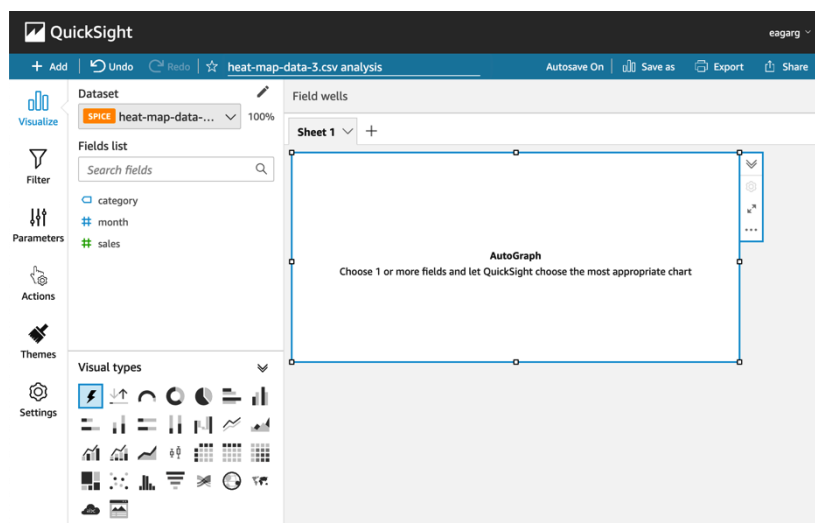 QuickSight
eagarg
+ Add
Undo
Redo
heat-map-data-3.csv analysis
Autosave On
Save as
Export
Share
Visualize
Filter
Parameters
Actions
Themes
Settings
Dataset
SPICE heat-map-data-... 100%
Fields list
Search fields
category
# month
# sales
Visual types
Field wells
Sheet 1 +
AutoGraph
Choose 1 or more fields and let QuickSight choose the most appropriate chart